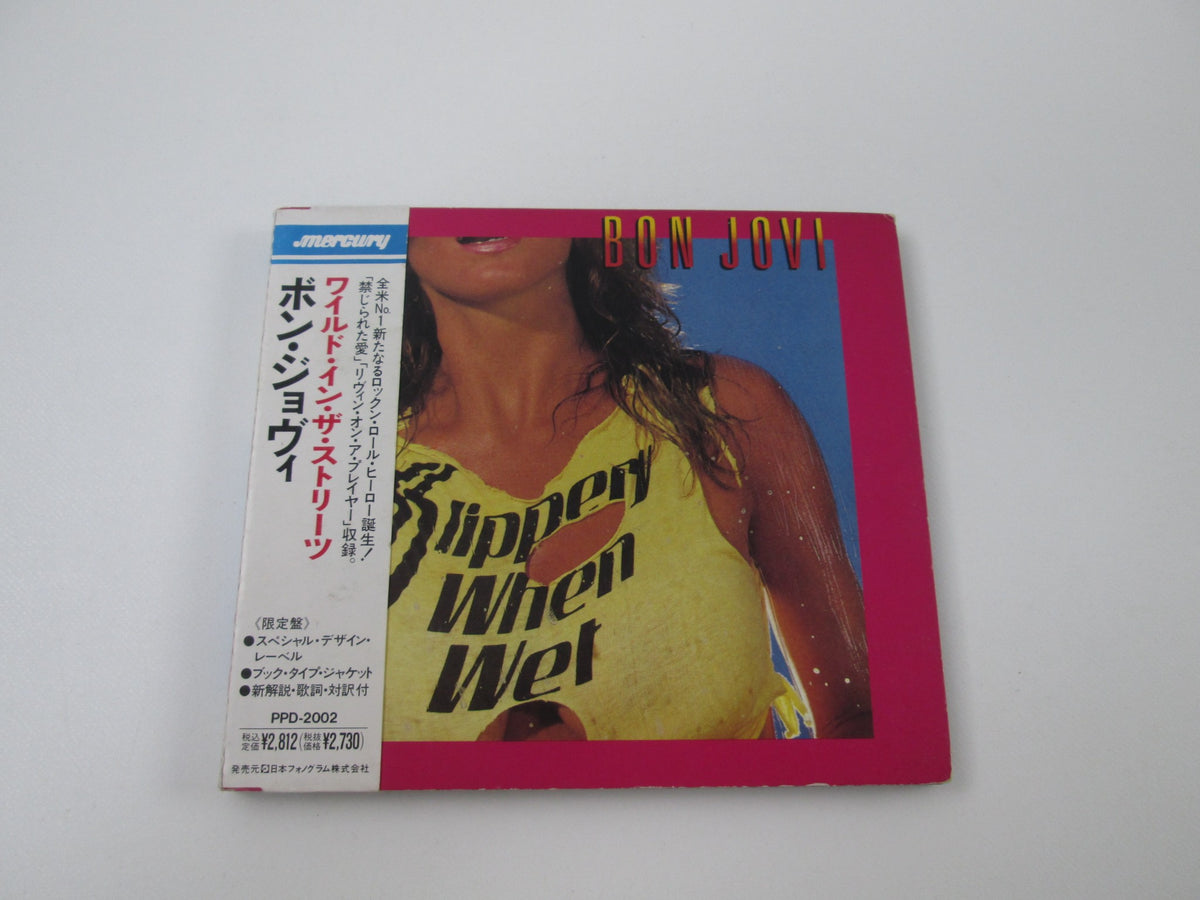 mercury
ワイルド・イン・ザ・ストリーツ
ボン・ジョヴィ
全米No.1 新たなるロックン・ロール・ヒーロー誕生!
「禁じられた愛」「リヴィン・オン・ア・プレイヤー」収録。
《限定盤》
●スペシャル・デザイン・
レーベル
●ブック・タイプ・ジャケット
●新解説・歌詞・対訳付
PPD-2002
税込定価¥2,812(税抜価格¥2,730)
発売元 日本フォノグラム株式会社
BON JOVI
Slippery
When
Wet